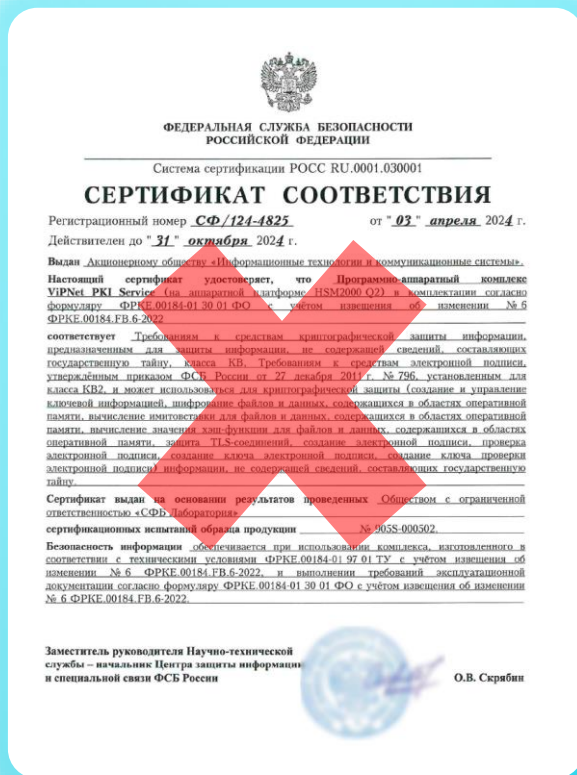 ФЕДЕРАЛЬНАЯ СЛУЖБА БЕЗОПАСНОСТИ
РОССИЙСКОЙ ФЕДЕРАЦИИ
Система сертификации РОСС RU.0001.030001
СЕРТИФИКАТ СООТВЕТСТВИЯ
Регистрационный номер СФ/124-4825 от "03" апреля 2024 г.
Действителен до "31" октября 2024 г.
Выдан Акционерному обществу «Информационные технологии и коммуникационные системы».
Настоящий сертификат удостоверяет, что Программно-аппаратный комплекс
ViPNet PKI Service (на аппаратной платформе HSM2000 Q2) в комплектации согласно
формуляру ФРКЕ.00184-01 30 01 ФО с учётом извещения об изменении № 6
ФРКЕ.00184.FB.6-2022
соответствует Требованиям к средствам криптографической защиты информации,
предназначенным для защиты информации, не содержащей сведений, составляющих
государственную тайну, класса КВ, Требованиям к средствам электронной подписи,
утверждённым приказом ФСБ России от 27 декабря 2011 г. № 796, установленным для
класса КВ2, и может использоваться для криптографической защиты (создание и управление
ключевой информацией, шифрование файлов и данных, содержащихся в областях оперативной
памяти, вычисление имитовставки для файлов и данных, содержащихся в областях оперативной
памяти, вычисление значения хэш-функции для файлов и данных, содержащихся в областях
оперативной памяти, защита TLS-соединений, создание электронной подписи, проверка
электронной подписи, создание ключа электронной подписи, создание ключа проверки
электронной подписи) информации, не содержащей сведений, составляющих государственную
тайну.
Сертификат выдан на основании результатов проведенных Обществом с ограниченной
ответственностью «СФБ Лаборатория»
сертификационных испытаний образца продукции № 905S-000502.
Безопасность информации обеспечивается при использовании комплекса, изготовленного в
соответствии с техническими условиями ФРКЕ.00184-01 97 01 ТУ с учётом извещения об
изменении № 6 ФРКЕ.00184.FB.6-2022, и выполнении требований эксплуатационной
документации согласно формуляру ФРКЕ.00184-01 30 01 ФО с учётом извещения об изменении
№ 6 ФРКЕ.00184.FB.6-2022.
Заместитель руководителя Научно-технической
службы – начальник Центра защиты информации
и специальной связи ФСБ России О.В. Скрябин